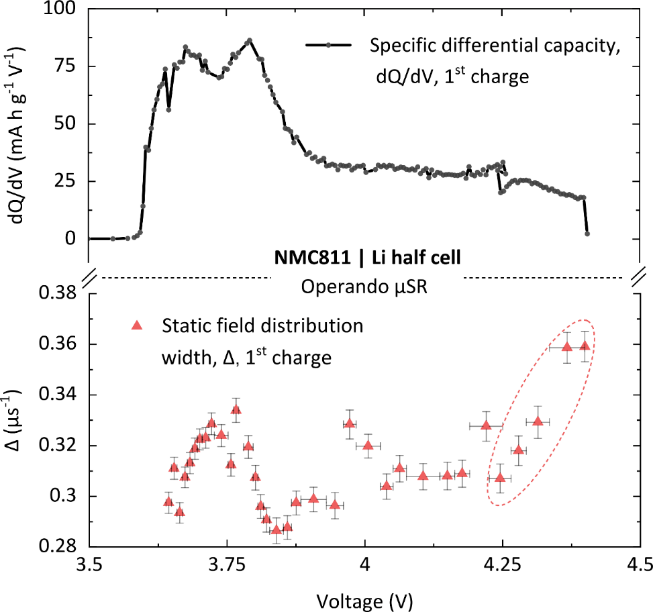 100
75
50
25
0
dQ/dV (mA h g⁻¹ V⁻¹)
Specific differential capacity,
dQ/dV, 1ˢᵗ charge
NMC811 | Li half cell
Operando μSR
0.38
0.36
0.34
0.32
0.3
0.28
Δ (μs⁻¹)
Static field distribution
width, Δ, 1ˢᵗ charge
3.5
3.75
4
4.25
4.5
Voltage (V)